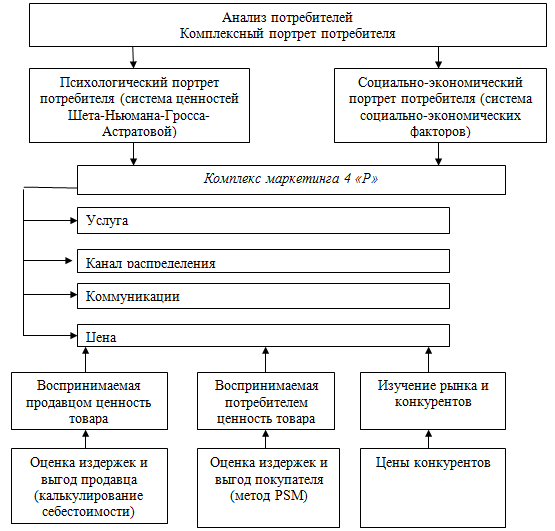 Анализ потребителей
Комплексный портрет потребителя
Психологический портрет
потребителя (система ценностей
Шета-Ньюмана-Гросса-
Астратовой)
Социально-экономический
портрет потребителя (система
социально-экономических
факторов)
Комплекс маркетинга 4 «Р»
Услуга
Канал распределения
Коммуникации
Цена
Воспринимаемая
продавцом ценность
товара
Воспринимаемая
потребителем
ценность товара
Изучение рынка и
конкурентов
Оценка издержек и
выгод продавца
(калькулирование
себестоимости)
Оценка издержек и
выгод покупателя
(метод PSM)
Цены конкурентов